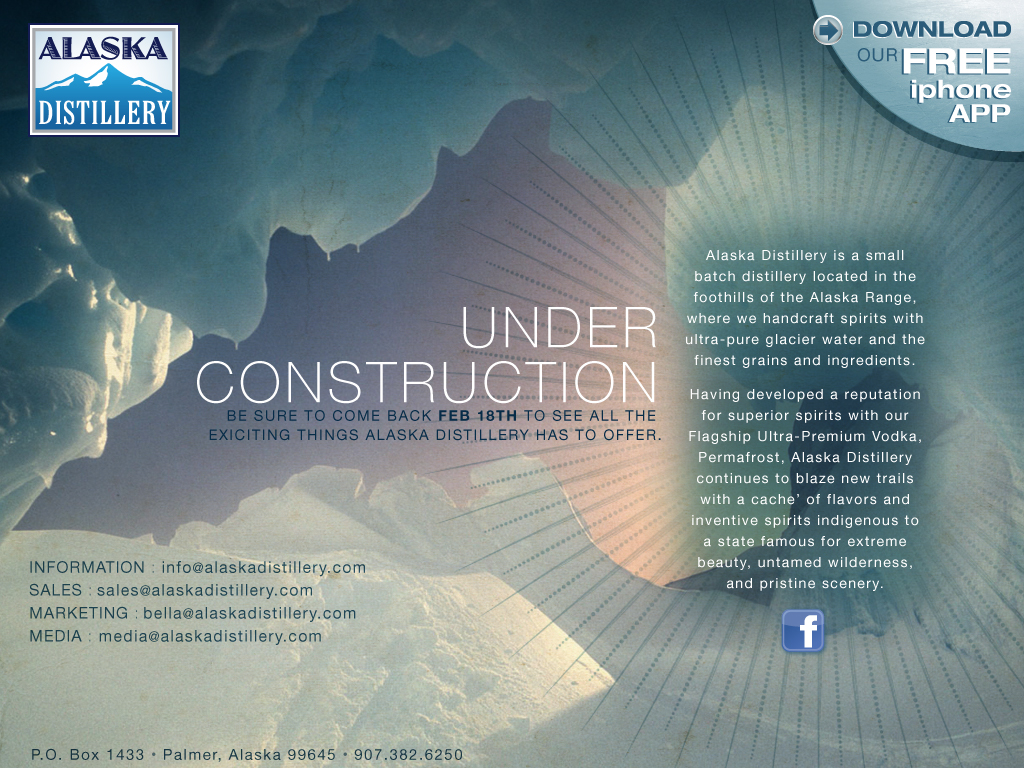 ALASKA
DISTILLERY
DOWNLOAD
OUR FREE
iphone
APP
UNDER
CONSTRUCTION
BE SURE TO COME BACK FEB 18TH TO SEE ALL THE
EXICITING THINGS ALASKA DISTILLERY HAS TO OFFER.
Alaska Distillery is a small
batch distillery located in the
foothills of the Alaska Range,
where we handcraft spirits with
ultra-pure glacier water and the
finest grains and ingredients.
Having developed a reputation
for superior spirits with our
Flagship Ultra-Premium Vodka,
Permafrost, Alaska Distillery
continues to blaze new trails
with a cache’ of flavors and
inventive spirits indigenous to
a state famous for extreme
beauty, untamed wilderness,
and pristine scenery.
f
INFORMATION : info@alaskadistillery.com
SALES : sales@alaskadistillery.com
MARKETING : bella@alaskadistillery.com
MEDIA : media@alaskadistillery.com
P.O. Box 1433 • Palmer, Alaska 99645 • 907.382.6250